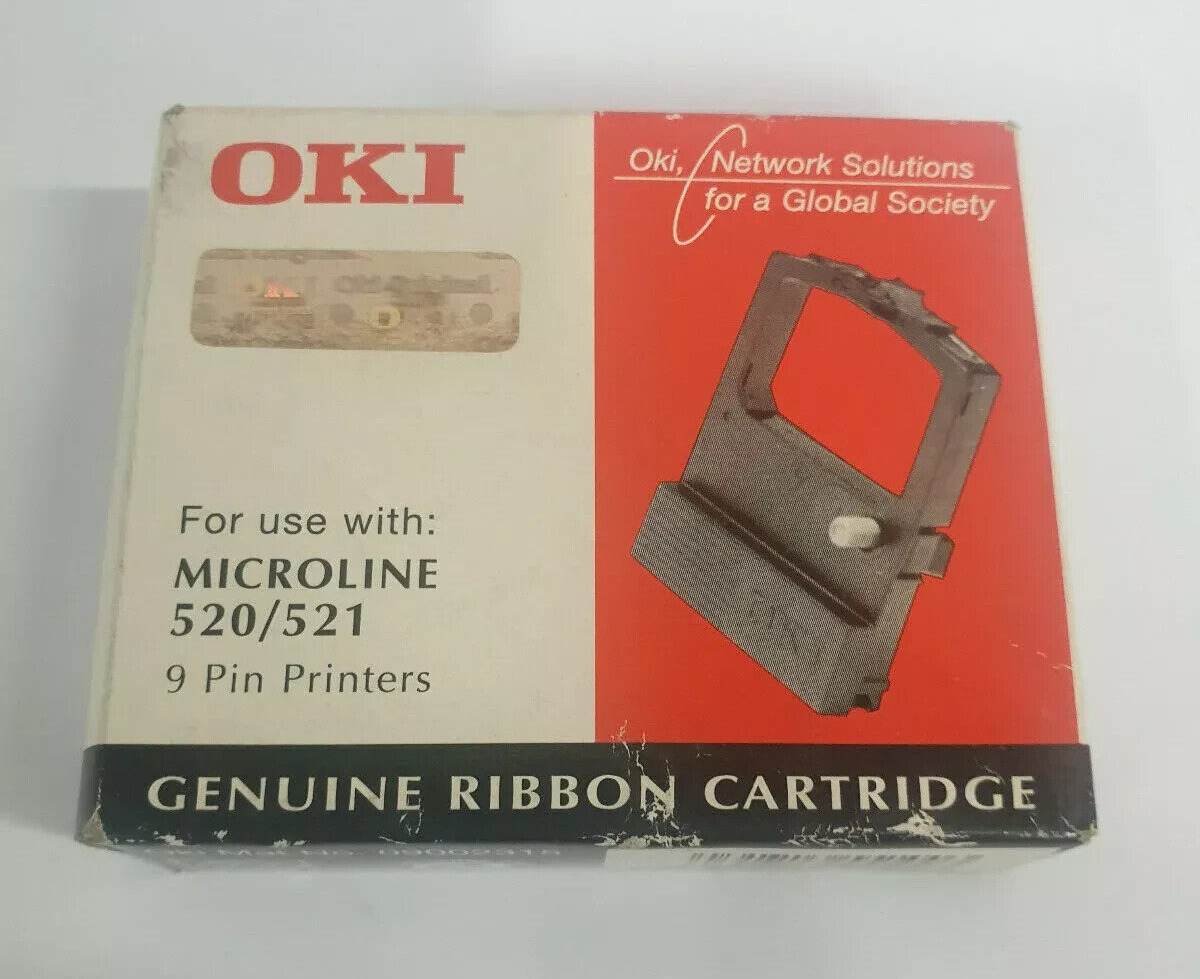 OKI
Oki, Network Solutions
for a Global Society
For use with:
MICROLINE
520/521
9 Pin Printers
GENUINE RIBBON CARTRIDGE